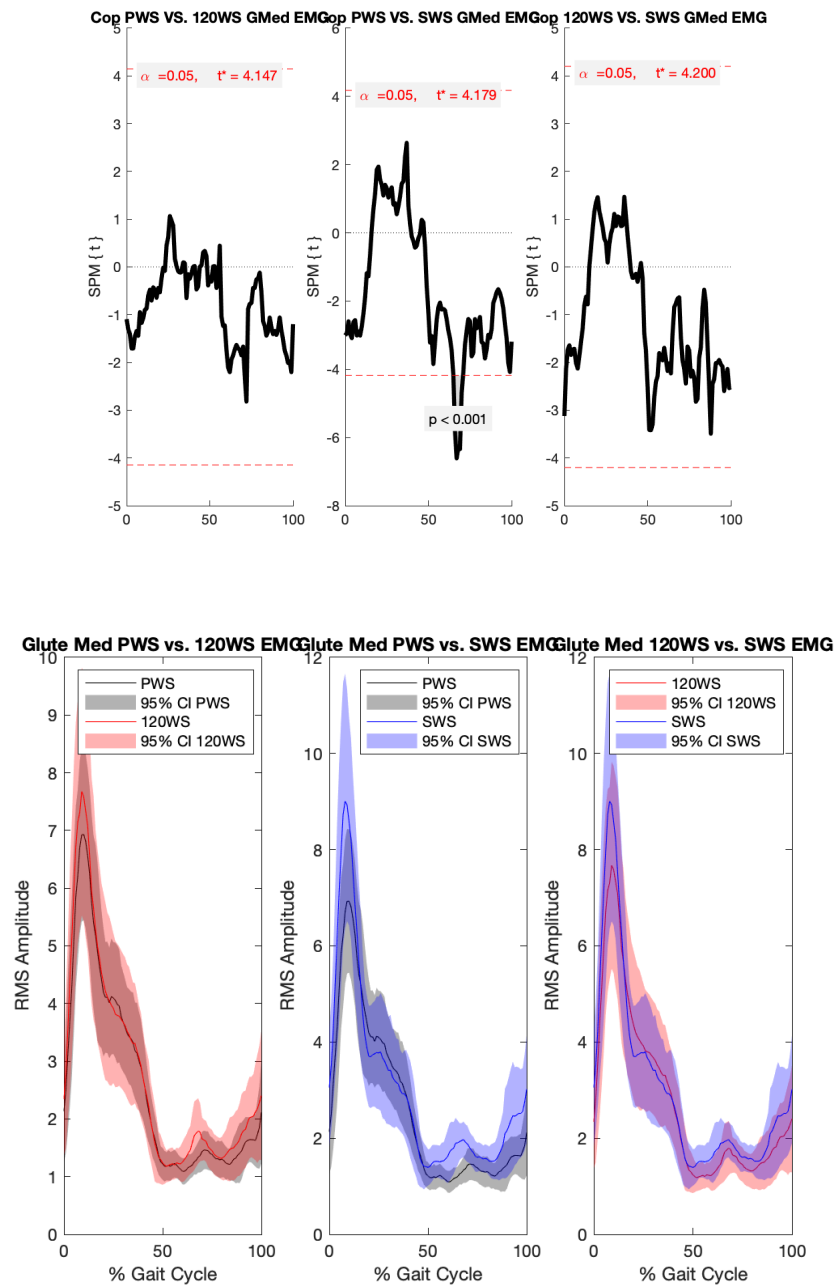 Cop PWS VS. 120WS GMed EMG
5
4
3
2
1
0
-1
-2
-3
-4
-5
SPM { t }
α =0.05, t* = 4.147
0
50
100
Cop PWS VS. SWS GMed EMG
6
4
2
0
-2
-4
-6
-8
SPM { t }
α =0.05, t* = 4.179
p < 0.001
0
50
100
Cop 120WS VS. SWS GMed EMG
5
4
3
2
1
0
-1
-2
-3
-4
-5
SPM { t }
α =0.05, t* = 4.200
0
50
100
Glute Med PWS vs. 120WS EMG
10
9
8
7
6
5
4
3
2
1
0
RMS Amplitude
PWS
95% CI PWS
120WS
95% CI 120WS
0
50
100
% Gait Cycle
Glute Med PWS vs. SWS EMG
12
10
8
6
4
2
0
RMS Amplitude
PWS
95% CI PWS
SWS
95% CI SWS
0
50
100
% Gait Cycle
Glute Med 120WS vs. SWS EMG
12
10
8
6
4
2
0
RMS Amplitude
120WS
95% CI 120WS
SWS
95% CI SWS
0
50
100
% Gait Cycle